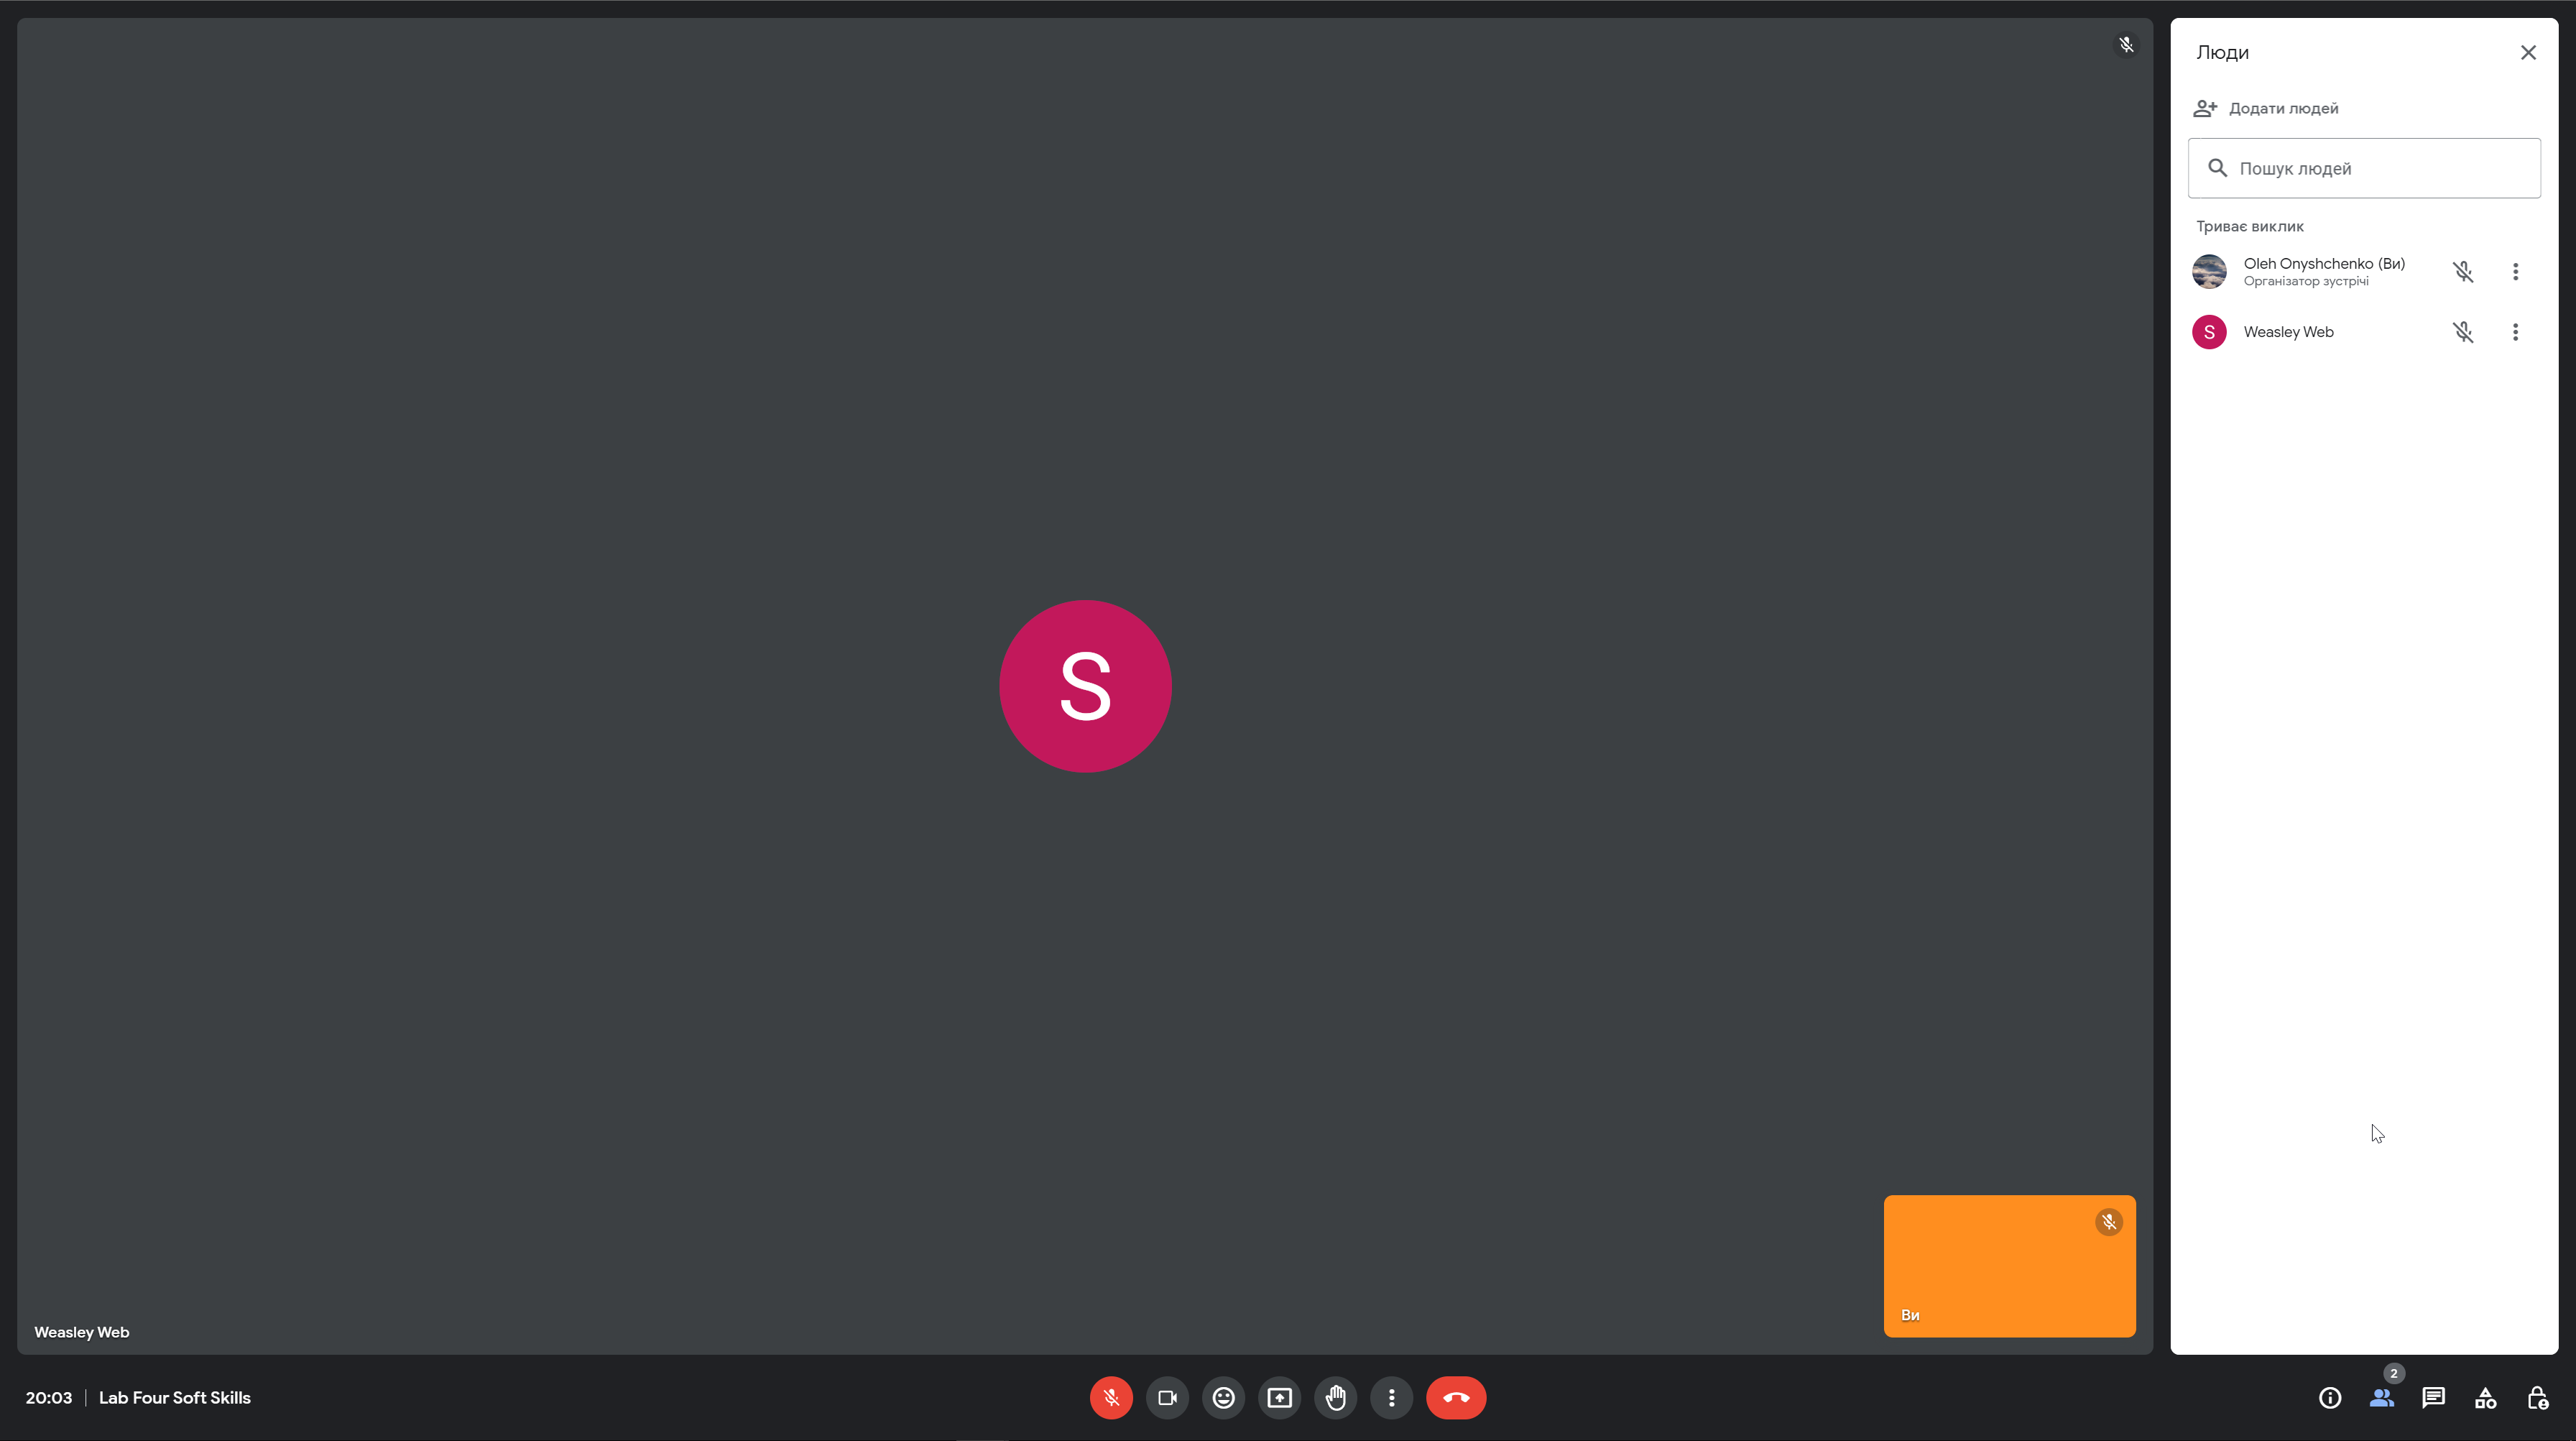 S
Weasley Web
Ви
Люди
Додати людей
Пошук людей
Триває виклик
Oleh Onyshchenko (Ви)
Організатор зустрічі
S
Weasley Web
20:03 | Lab Four Soft Skills
2